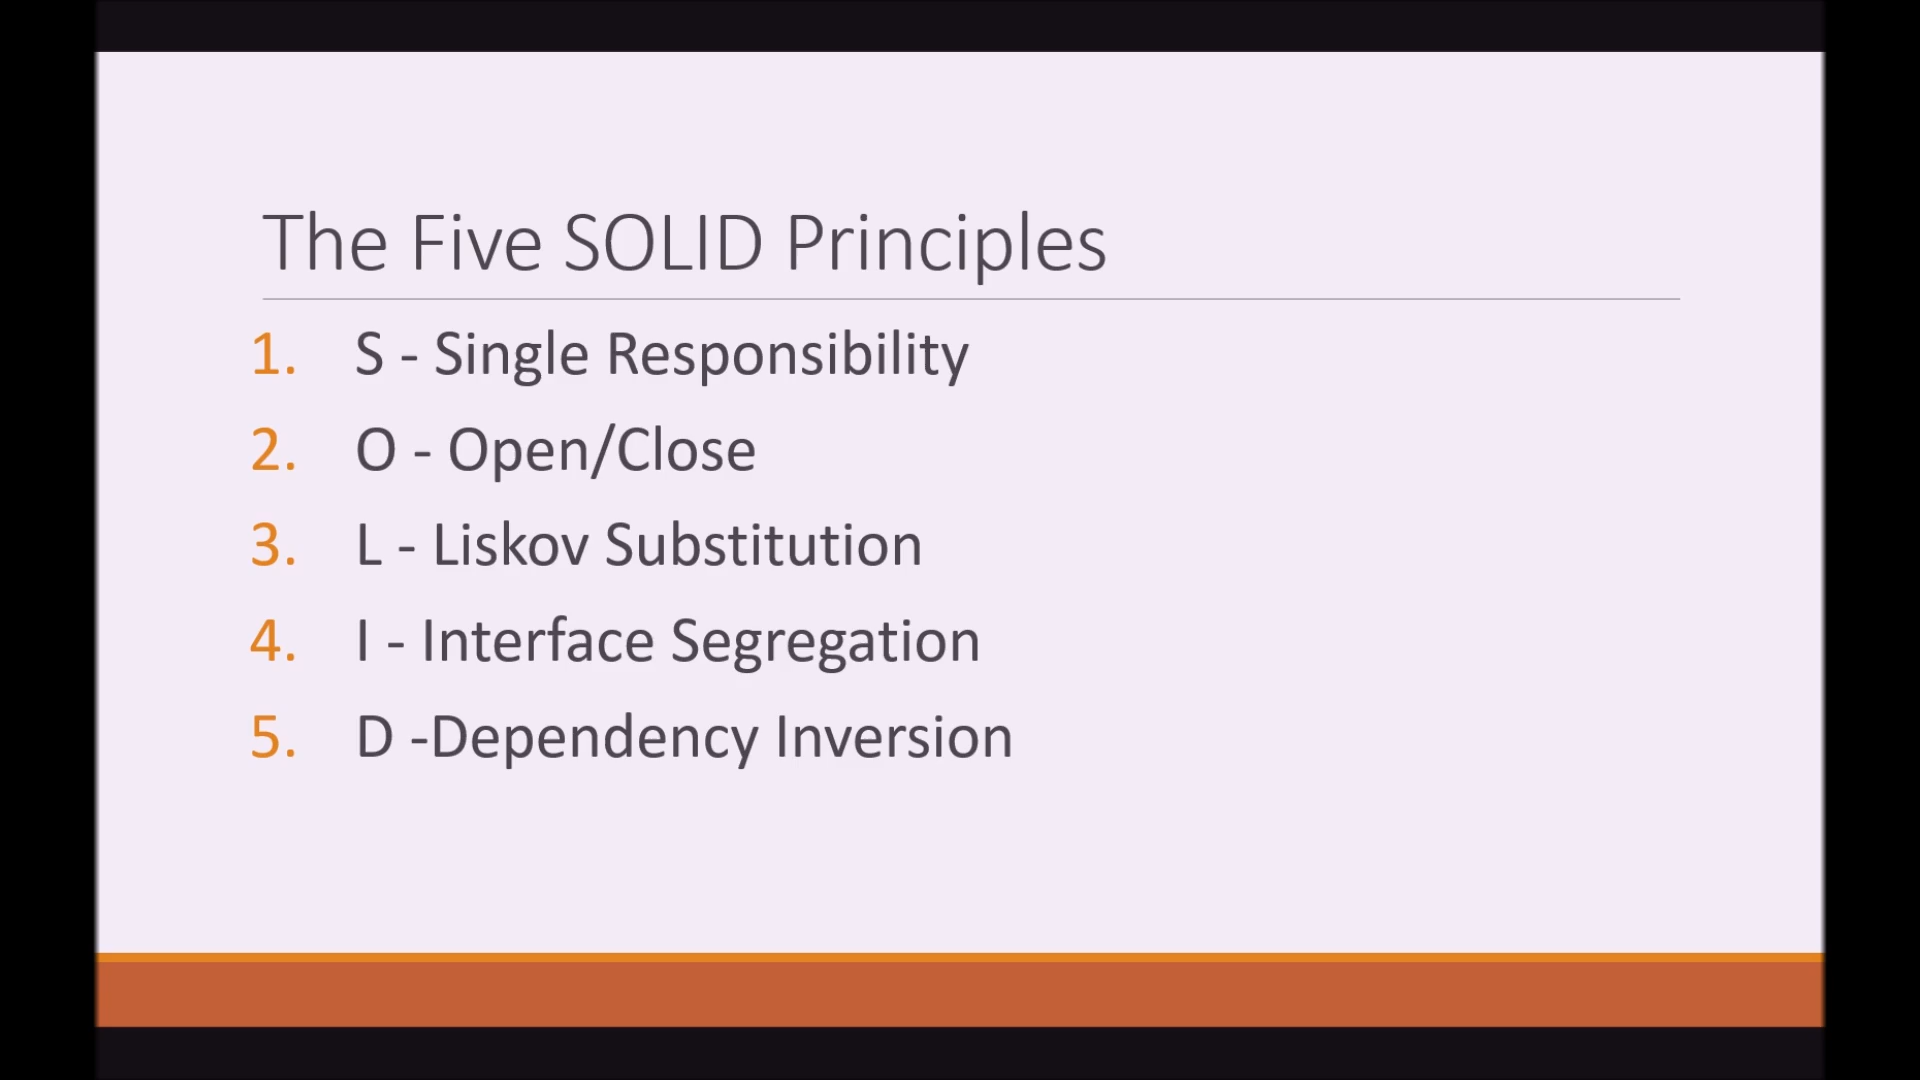 The Five SOLID Principles
1. S - Single Responsibility
2. O - Open/Close
3. L - Liskov Substitution
4. I - Interface Segregation
5. D -Dependency Inversion